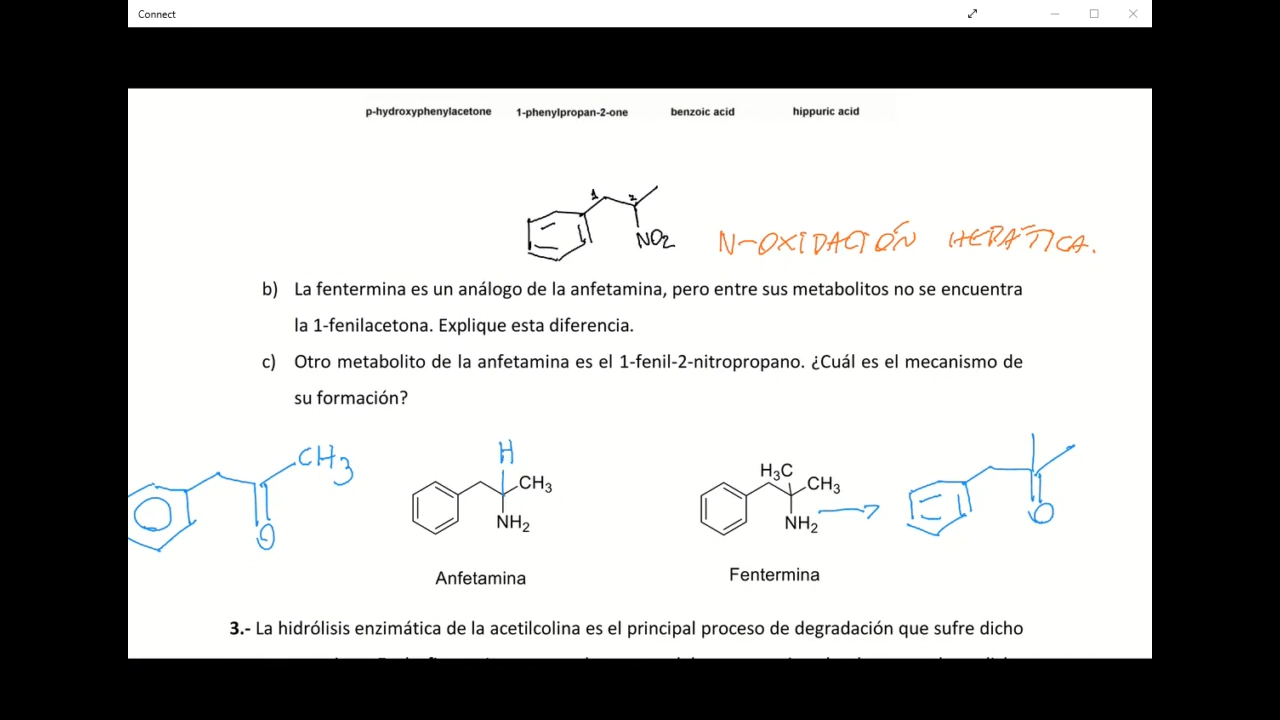 Connect
p-hydroxyphenylacetone 1-phenylpropan-2-one benzoic acid hippuric acid
1 2
NO2 N-OXIDACIÓN HEPÁTICA.
b) La fentermina es un análogo de la anfetamina, pero entre sus metabolitos no se encuentra
la 1-fenilacetona. Explique esta diferencia.
c) Otro metabolito de la anfetamina es el 1-fenil-2-nitropropano. ¿Cuál es el mecanismo de
su formación?
CH3 H H3C
CH3 CH3
O NH2 NH2 O
Anfetamina Fentermina
3.- La hidrólisis enzimática de la acetilcolina es el principal proceso de degradación que sufre dicho